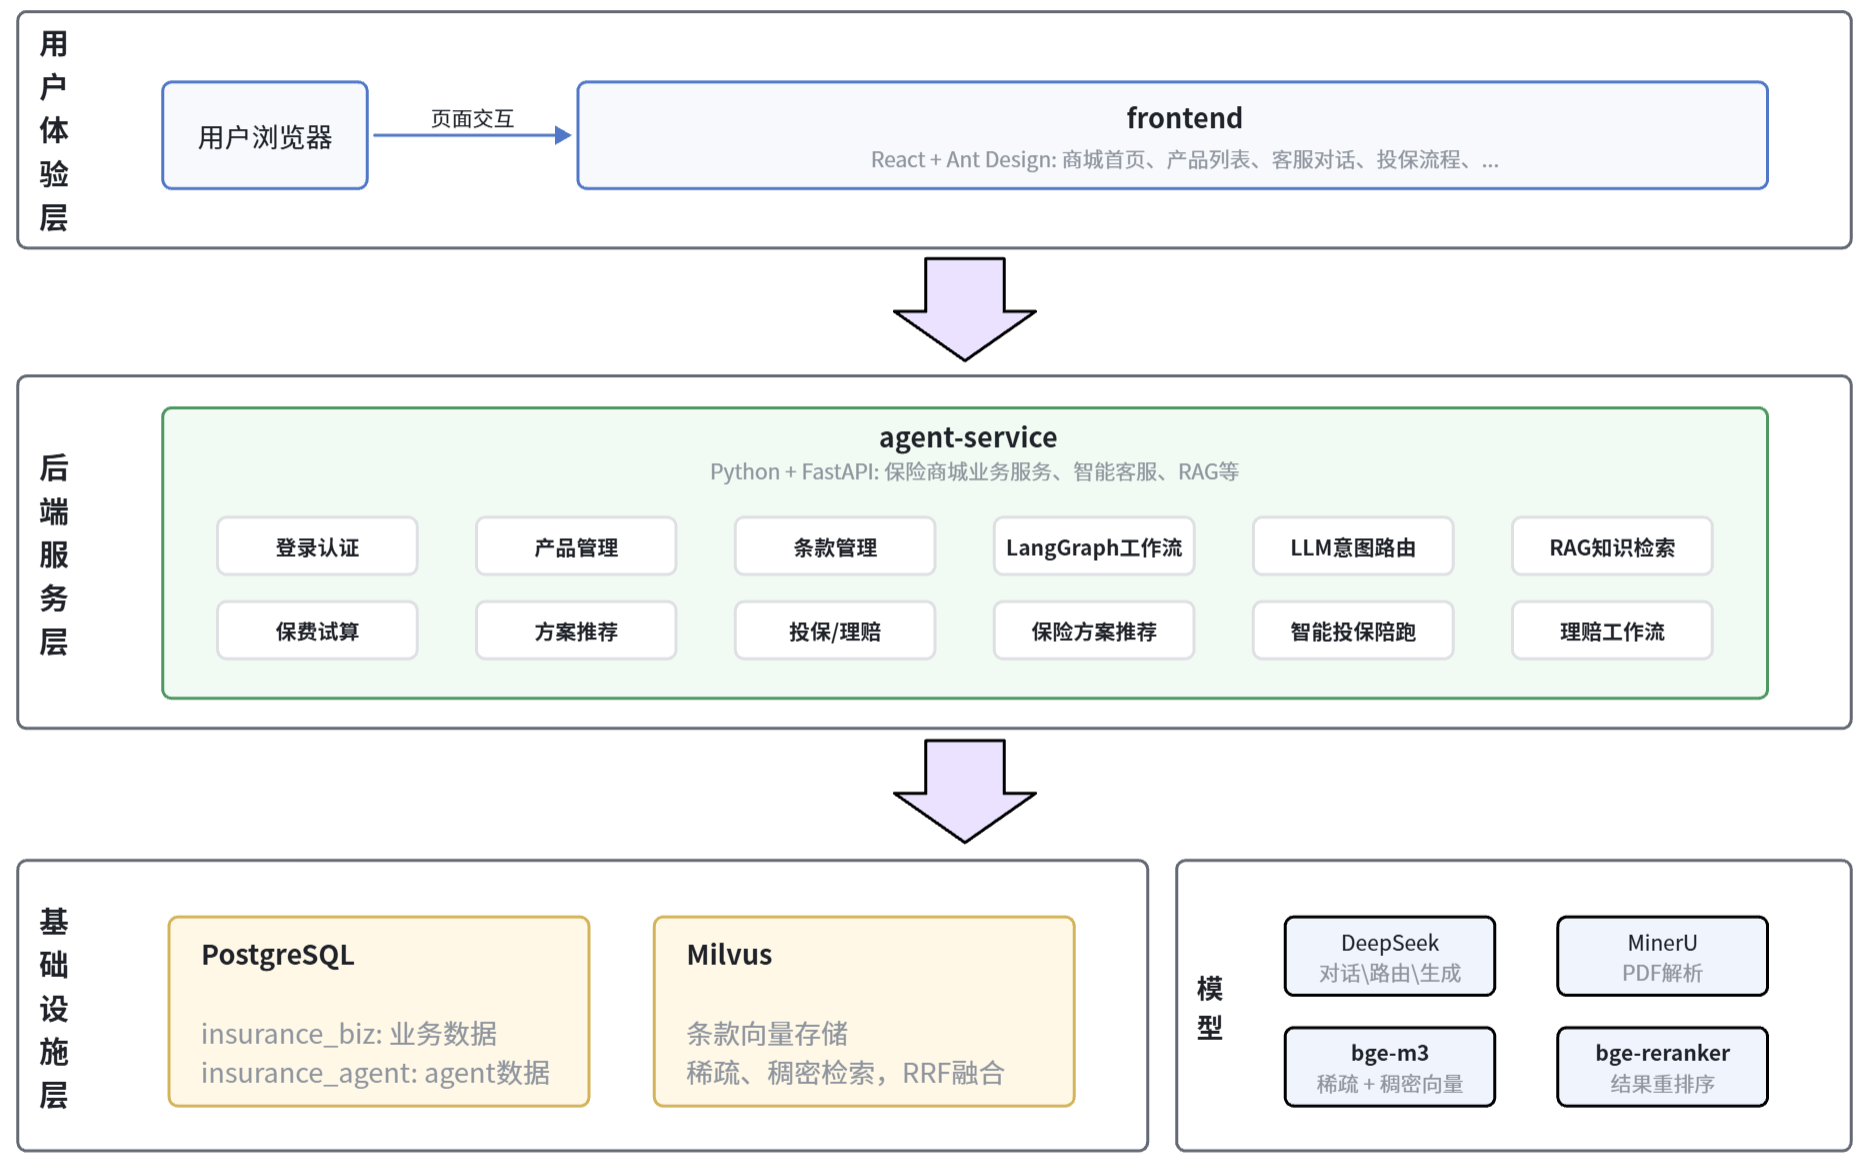 用户体验层
用户浏览器
页面交互
frontend
React + Ant Design: 商城首页、产品列表、客服对话、投保流程、...
后端服务层
agent-service
Python + FastAPI: 保险商城业务服务、智能客服、RAG等
登录认证
产品管理
条款管理
LangGraph工作流
LLM意图路由
RAG知识检索
保费试算
方案推荐
投保/理赔
保险方案推荐
智能投保陪跑
理赔工作流
基础设施层
PostgreSQL
insurance_biz: 业务数据
insurance_agent: agent数据
Milvus
条款向量存储
稀疏、稠密检索，RRF融合
模型
DeepSeek
对话\路由\生成
MinerU
PDF解析
bge-m3
稀疏 + 稠密向量
bge-reranker
结果重排序